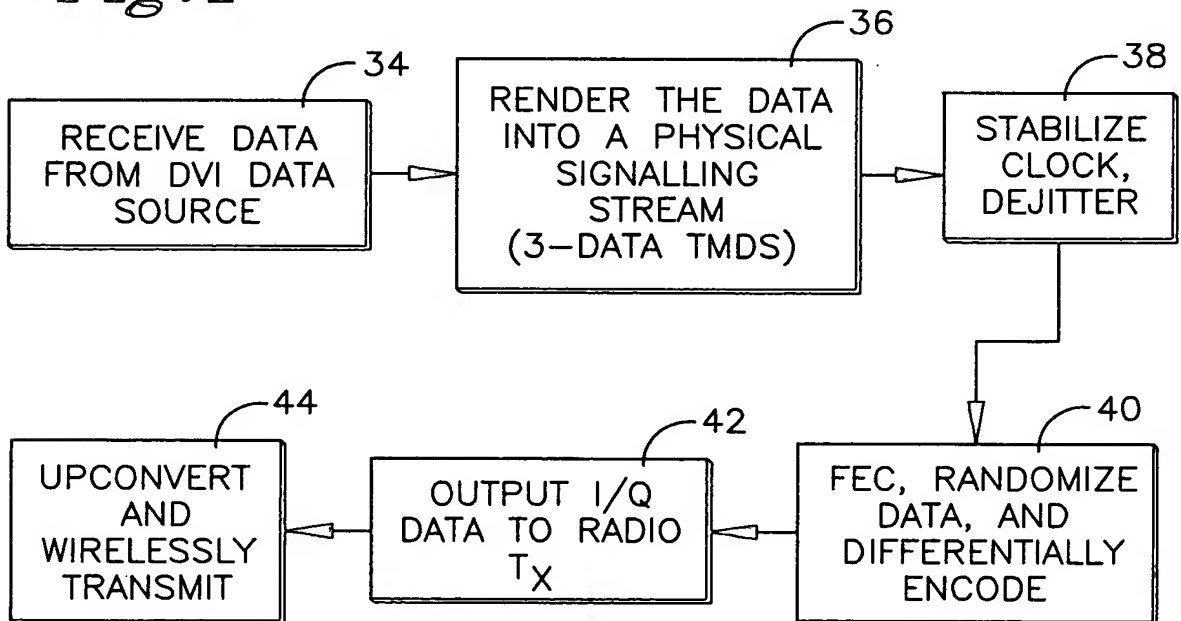 34
RECEIVE DATA
FROM DVI DATA
SOURCE
36
RENDER THE DATA
INTO A PHYSICAL
SIGNALLING
STREAM
(3-DATA TMDS)
38
STABILIZE
CLOCK,
DEJITTER
40
FEC, RANDOMIZE
DATA, AND
DIFFERENTIALLY
ENCODE
42
OUTPUT I/Q
DATA TO RADIO
TX
44
UPCONVERT
AND
WIRELESSLY
TRANSMIT